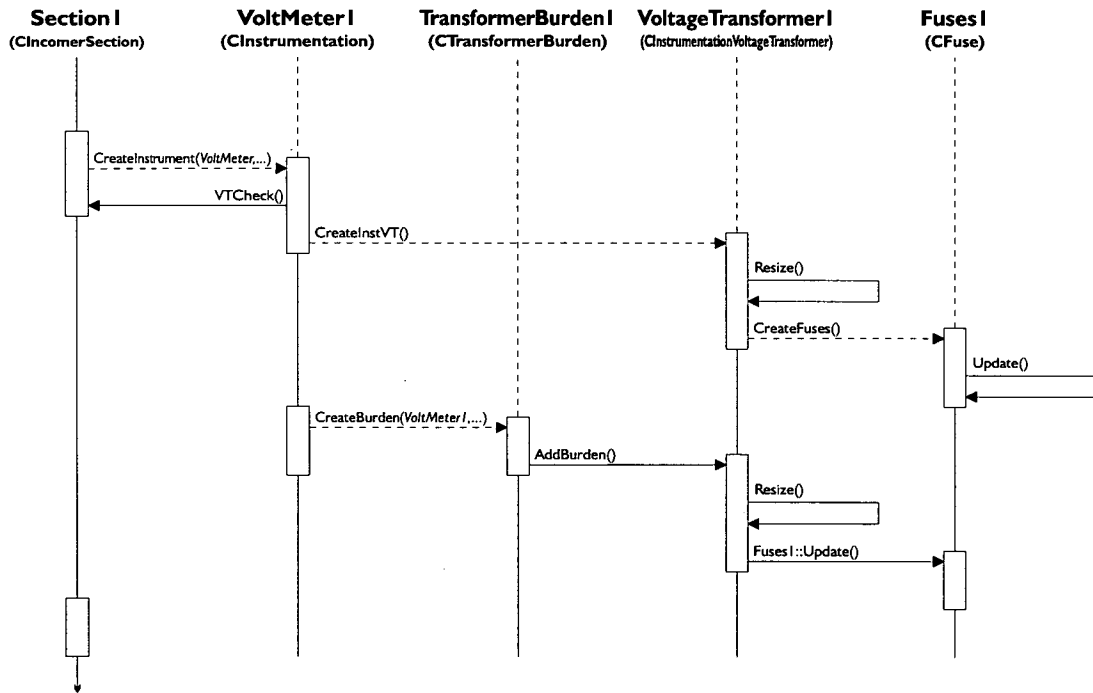 Section1
(CIncomerSection)
VoltMeter1
(CInstrumentation)
TransformerBurden1
(CTransformerBurden)
VoltageTransformer1
(CInstrumentationVoltageTransformer)
Fuses1
(CFuse)
CreateInstrument(VoltMeter,...)
VTCheck()
CreateInstVT()
Resize()
CreateFuses()
Update()
CreateBurden(VoltMeter1,...)
AddBurden()
Resize()
Fuses1::Update()